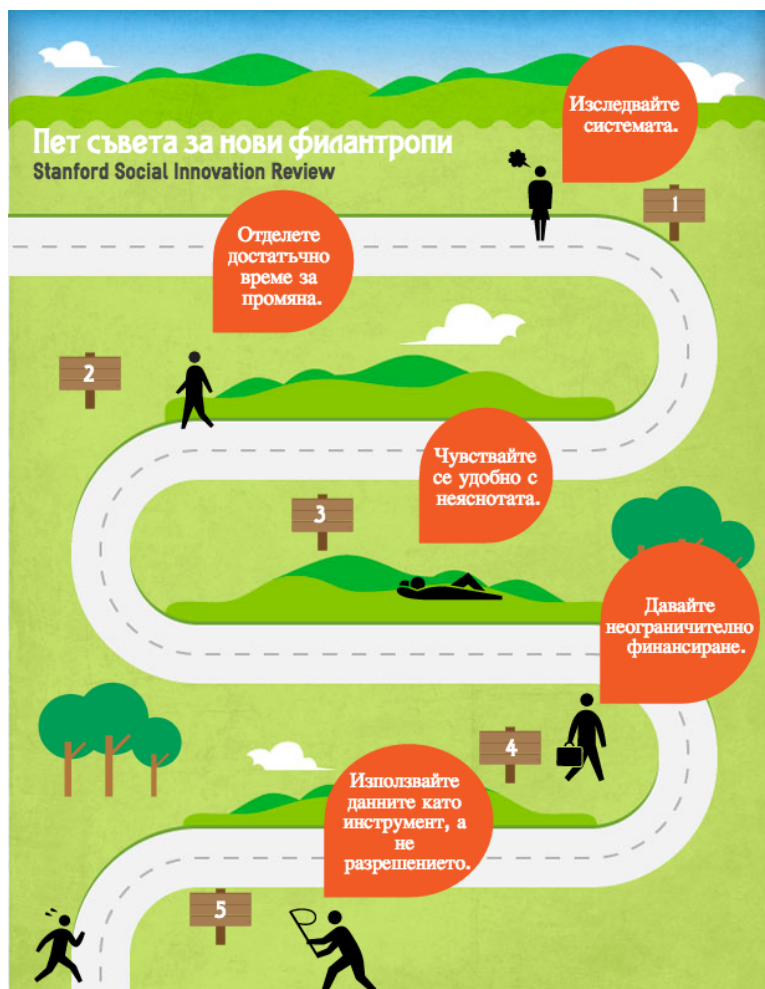 Пет съвета за нови филантропи
Stanford Social Innovation Review
Изследвайте
системата.
1
Отделете
достатъчно
време за
промяна.
2
Чувствайте
се удобно с
неяснотата.
3
Давайте
неограничително
финансиране.
4
Използвайте
данните като
инструмент, а
не
разрешението.
5